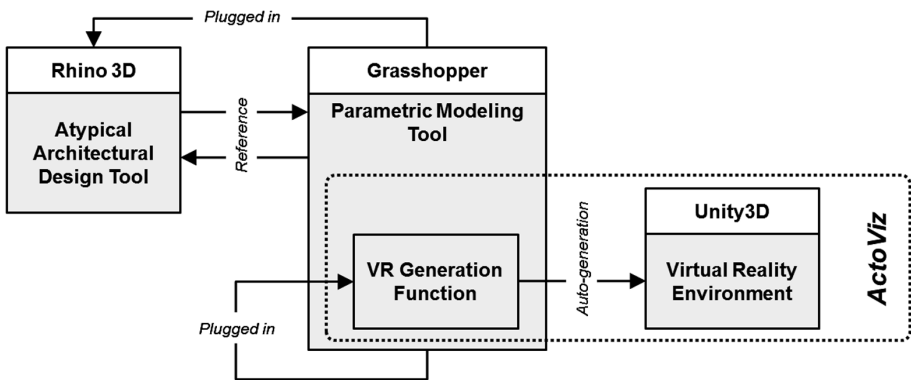 Plugged in
Rhino 3D
Atypical
Architectural
Design Tool
Reference
Grasshopper
Parametric Modeling
Tool
VR Generation
Function
Plugged in
Auto-generation
Unity3D
Virtual Reality
Environment
ActoViz